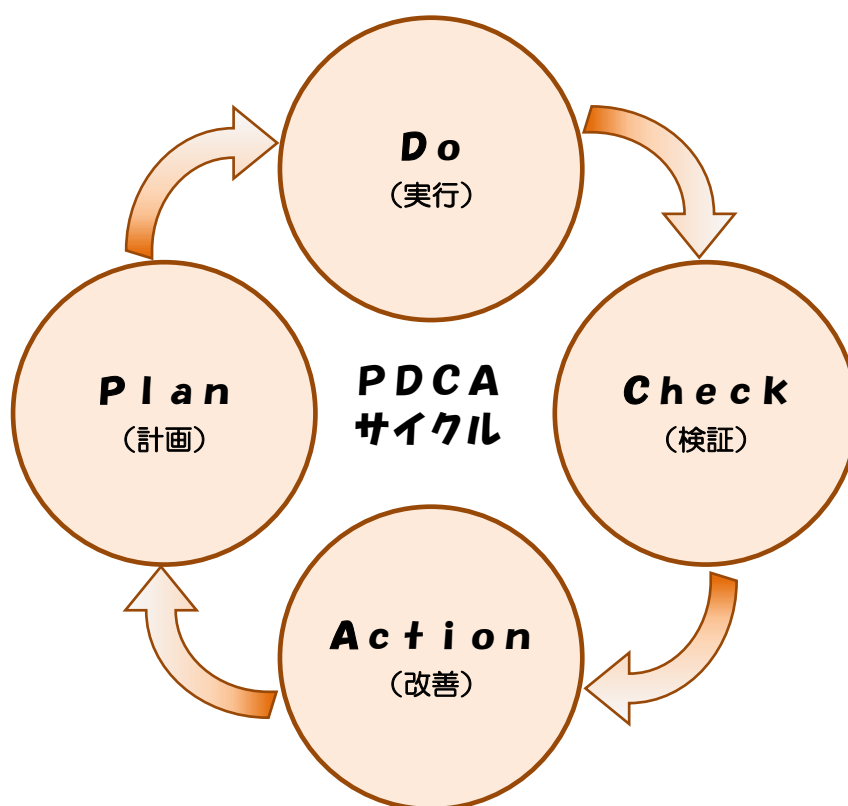 Do
（実行）
Plan
（計画）
PDCA
サイクル
Check
（検証）
Action
（改善）